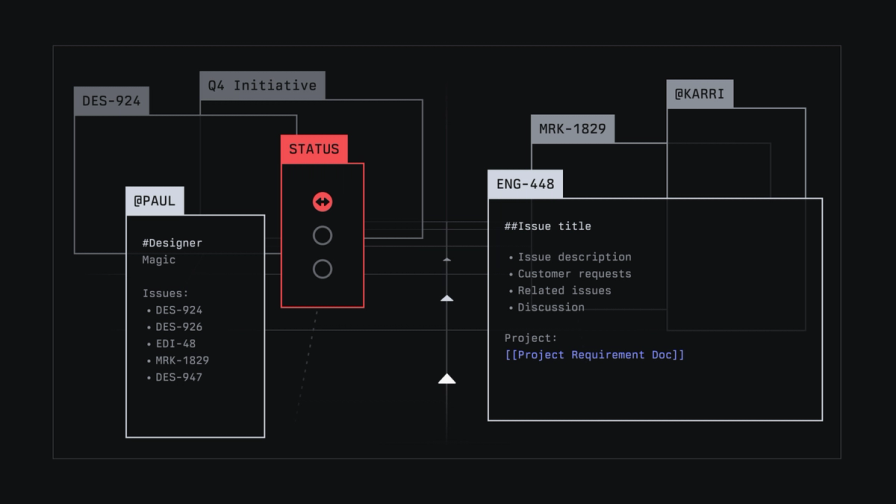 DES-924
Q4 Initiative
STATUS
@PAUL
#Designer
Magic
Issues:
• DES-924
• DES-926
• EDI-48
• MRK-1829
• DES-947
@KARRI
MRK-1829
ENG-448
##Issue title
• Issue description
• Customer requests
• Related issues
• Discussion
Project:
[[Project Requirement Doc]]